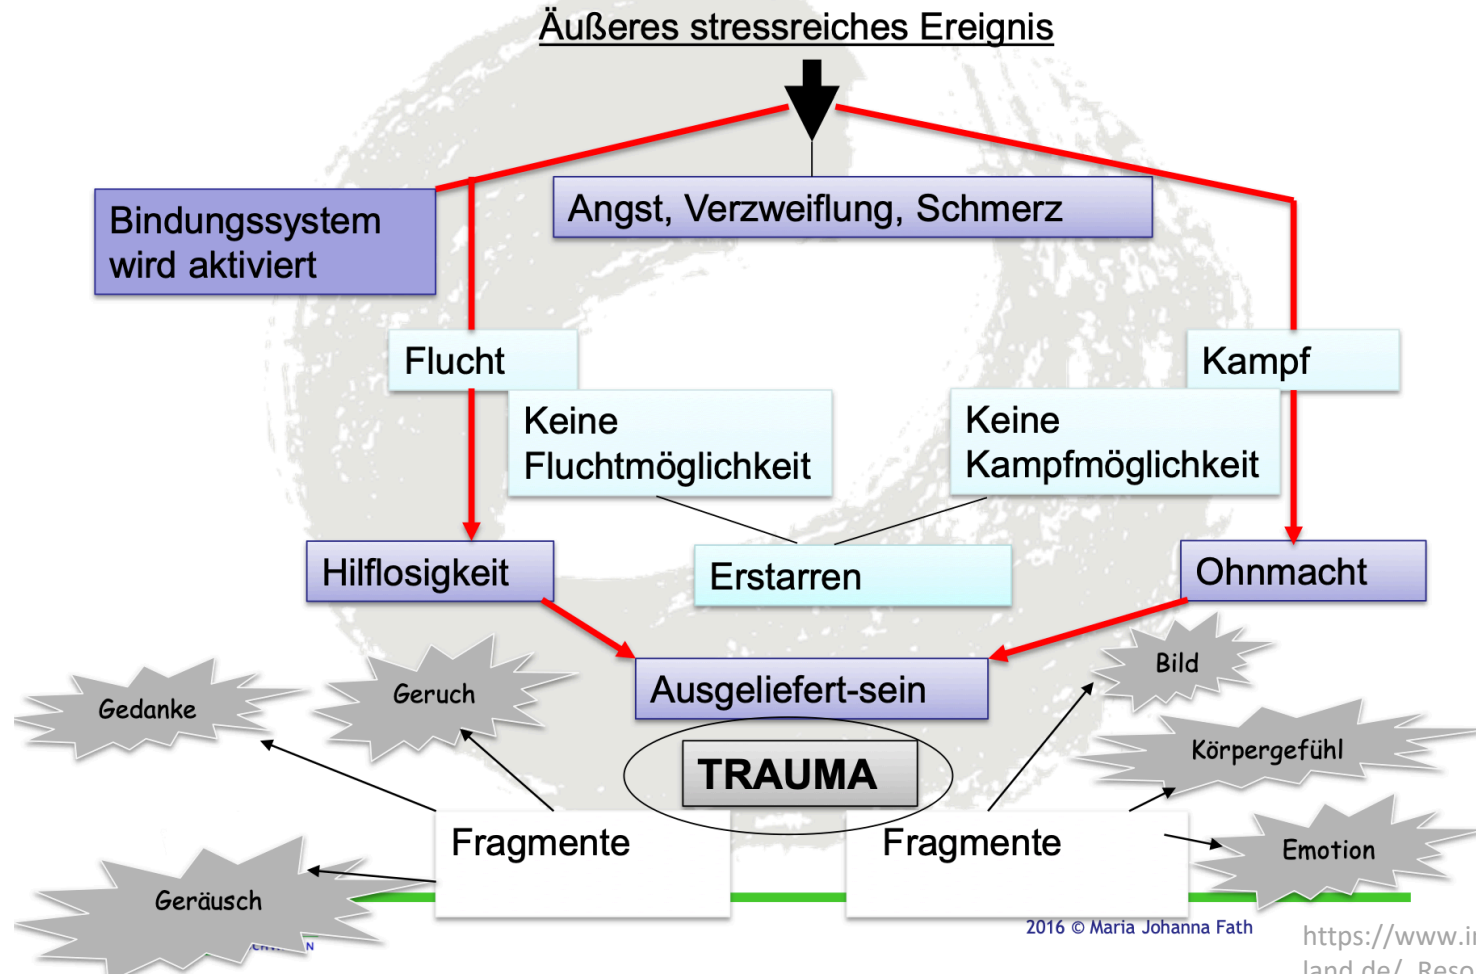 Äußeres stressreiches Ereignis
Bindungssystem
wird aktiviert
Angst, Verzweiflung, Schmerz
Flucht
Kampf
Keine
Fluchtmöglichkeit
Keine
Kampfmöglichkeit
Hilflosigkeit
Erstarren
Ohnmacht
Ausgeliefert-sein
Gedanke
Geruch
Bild
Körpergefühl
TRAUMA
Fragmente
Fragmente
Emotion
Geräusch
2016 © Maria Johanna Fath
https://www.in